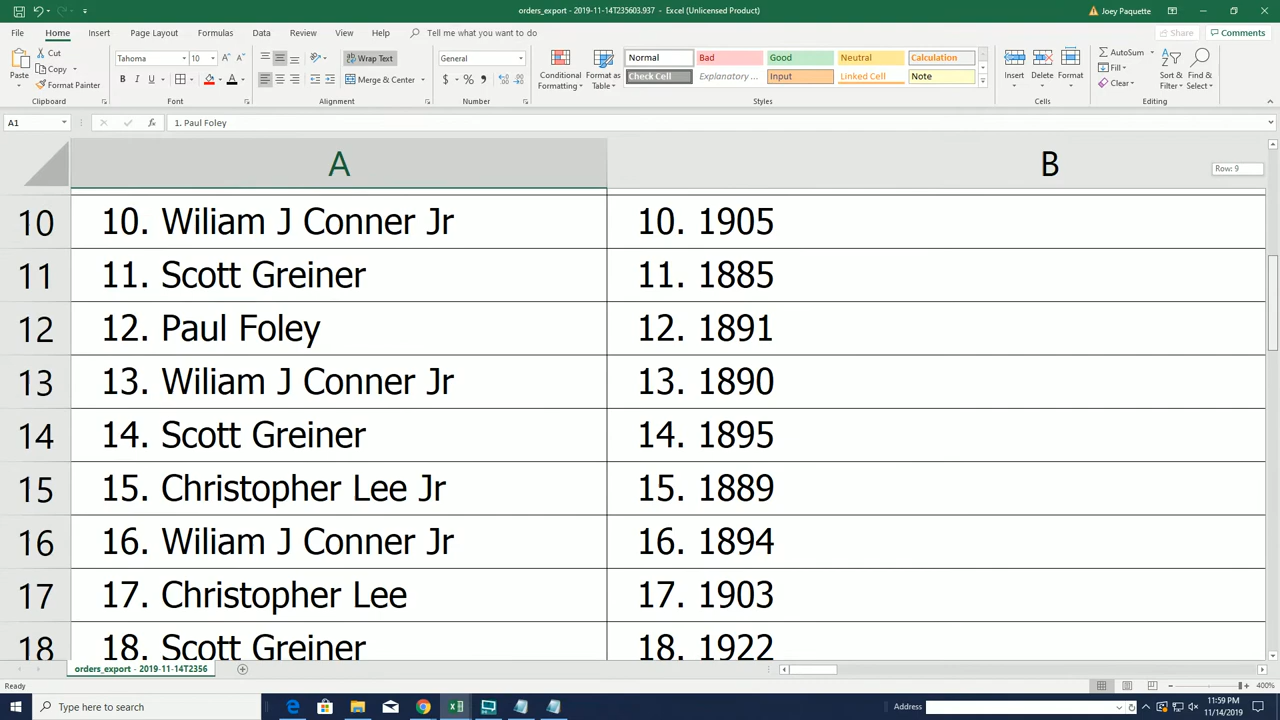 orders_export - 2019-11-14T235603.937 - Excel (Unlicensed Product)
Joey Paquette
File Home Insert Page Layout Formulas Data Review View Help Tell me what you want to do Share Comments
Paste Cut Copy Format Painter
Clipboard
Tahoma 10
B I U
Font
Wrap Text
Merge & Center
Alignment
General
$ % 9
Number
Conditional Formatting
Format as Table
Normal Bad Good Neutral Calculation
Check Cell Explanatory ... Input Linked Cell Note
Styles
Insert Delete Format
Cells
AutoSum
Fill
Clear
Sort & Filter
Find & Select
Editing
A1 fx 1. Paul Foley
A B
Row: 9
10 10. Wiliam J Conner Jr 10. 1905
11 11. Scott Greiner 11. 1885
12 12. Paul Foley 12. 1891
13 13. Wiliam J Conner Jr 13. 1890
14 14. Scott Greiner 14. 1895
15 15. Christopher Lee Jr 15. 1889
16 16. Wiliam J Conner Jr 16. 1894
17 17. Christopher Lee 17. 1903
18 18. Scott Greiner 18. 1922
orders_export - 2019-11-14T2356
Ready 400%
Type here to search
Address
11:59 PM
11/14/2019